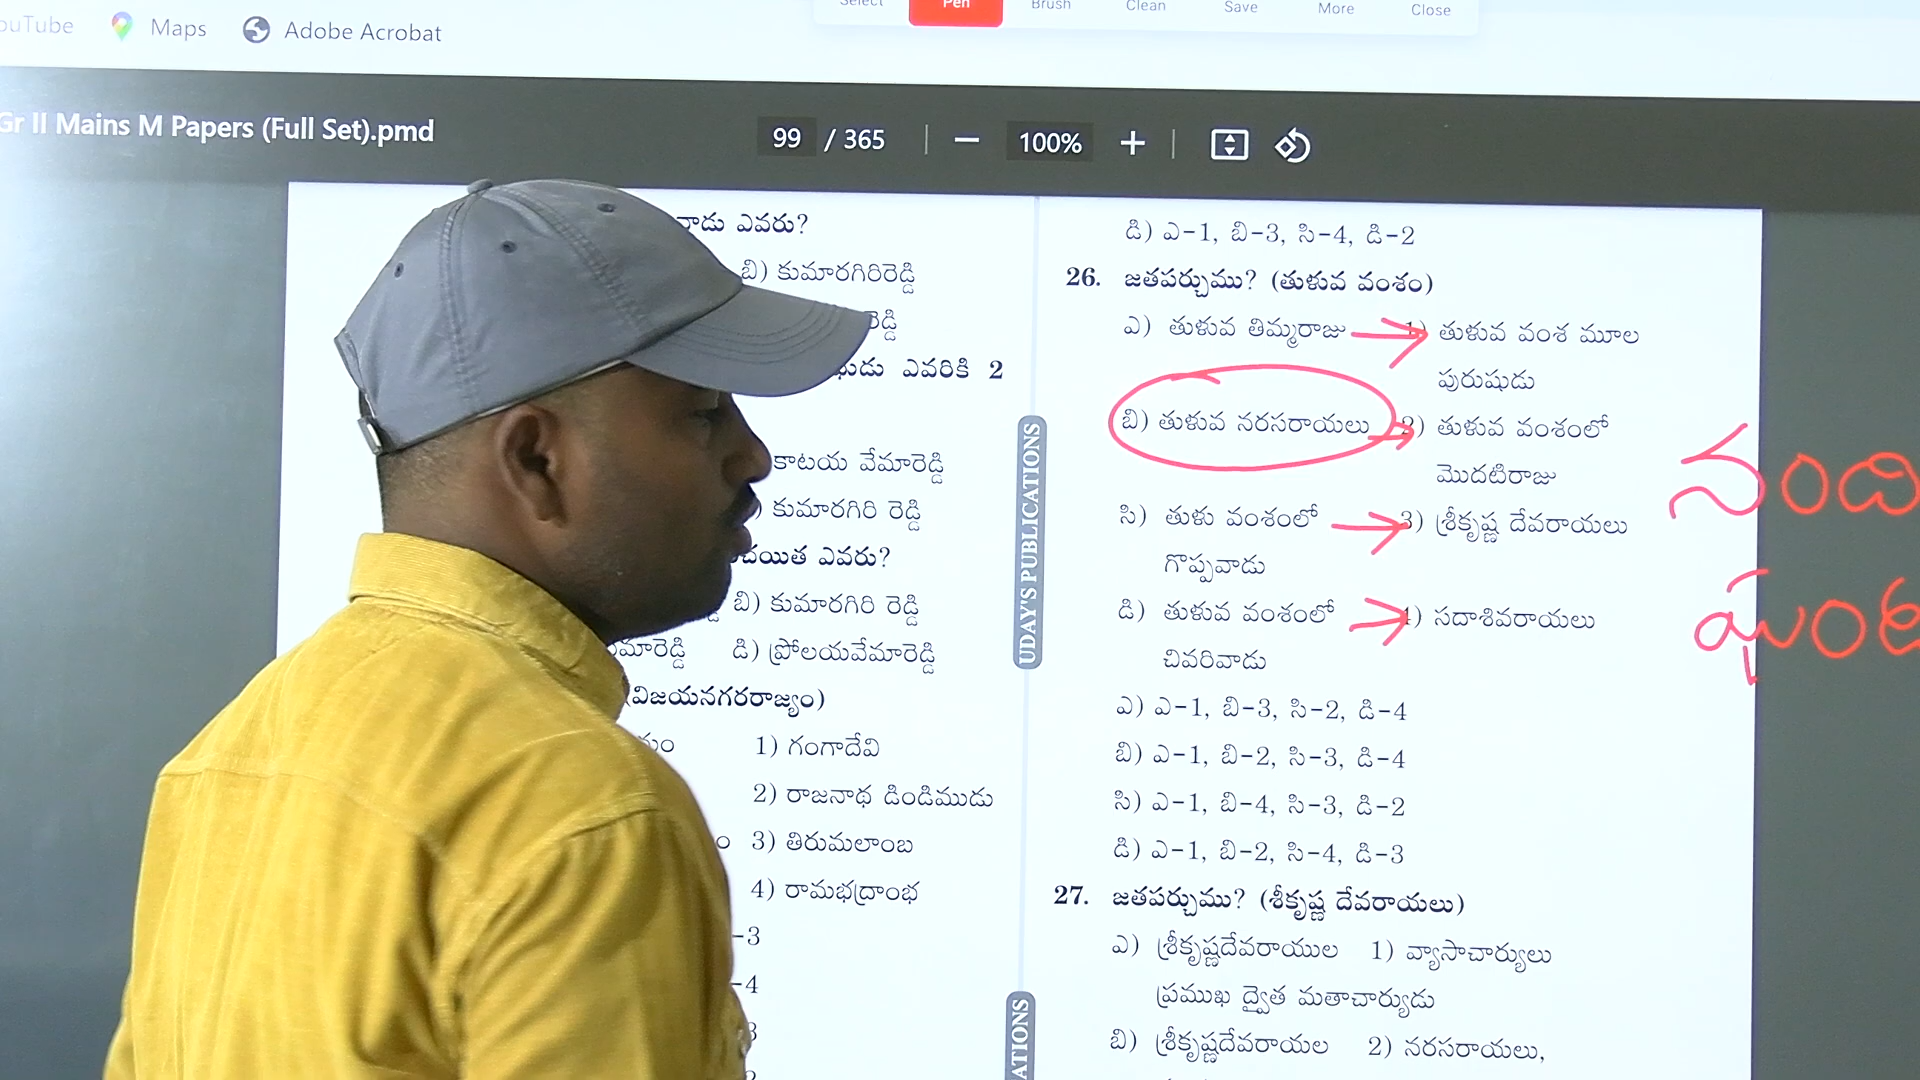 Maps Adobe Acrobat
Select Pen Brush Clean Save More Close
Gr II Mains M Papers (Full Set).pmd
99 / 365 100%
ఎవరు?
బి) కుమారగిరిరెడ్డి
ఎవరికి 2
కాటయ వేమారెడ్డి
కుమారగిరి రెడ్డి
ఎవరు?
బి) కుమారగిరి రెడ్డి
డి) ప్రోలయవేమారెడ్డి
(విజయనగరరాజ్యం)
1) గంగాదేవి
2) రాజనాథ డిండిముడు
3) తిరుమలాంబ
4) రామభద్రాంభ
-3
-4
UDAY'S PUBLICATIONS
డి) ఎ-1, బి-3, సి-4, డి-2
26. జతపర్చుము? (తుళువ వంశం)
ఎ) తుళువ తిమ్మరాజు 1) తుళువ వంశ మూల
పురుషుడు
బి) తుళువ నరసరాయలు 2) తుళువ వంశంలో
మొదటిరాజు
సి) తుళు వంశంలో 3) శ్రీకృష్ణ దేవరాయలు
గొప్పవాడు
డి) తుళువ వంశంలో 4) సదాశివరాయలు
చివరివాడు
ఎ) ఎ-1, బి-3, సి-2, డి-4
బి) ఎ-1, బి-2, సి-3, డి-4
సి) ఎ-1, బి-4, సి-3, డి-2
డి) ఎ-1, బి-2, సి-4, డి-3
27. జతపర్చుము? (శ్రీకృష్ణ దేవరాయలు)
ఎ) శ్రీకృష్ణదేవరాయుల 1) వ్యాసాచార్యులు
ప్రముఖ ద్వైత మతాచార్యుడు
బి) శ్రీకృష్ణదేవరాయల 2) నరసరాయలు,
నంది